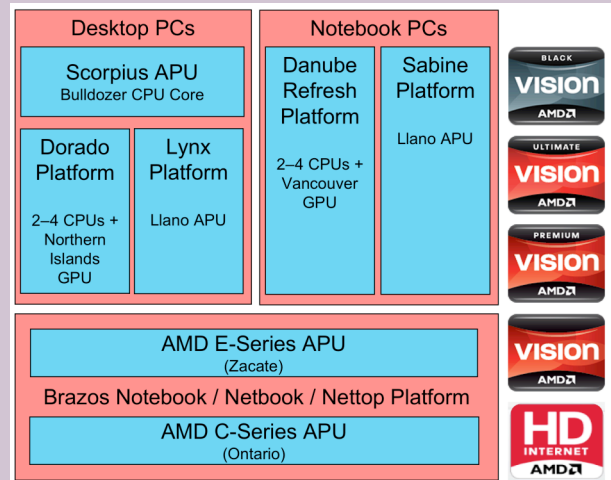 Desktop PCs
Scorpius APU
Bulldozer CPU Core
Dorado
Platform
2–4 CPUs +
Northern
Islands
GPU
Lynx
Platform
Llano APU
Notebook PCs
Danube
Refresh
Platform
2–4 CPUs +
Vancouver
GPU
Sabine
Platform
Llano APU
AMD E-Series APU
(Zacate)
Brazos Notebook / Netbook / Nettop Platform
AMD C-Series APU
(Ontario)
BLACK
VISION
AMD
ULTIMATE
VISION
AMD
PREMIUM
VISION
AMD
VISION
AMD
HD
INTERNET
AMD